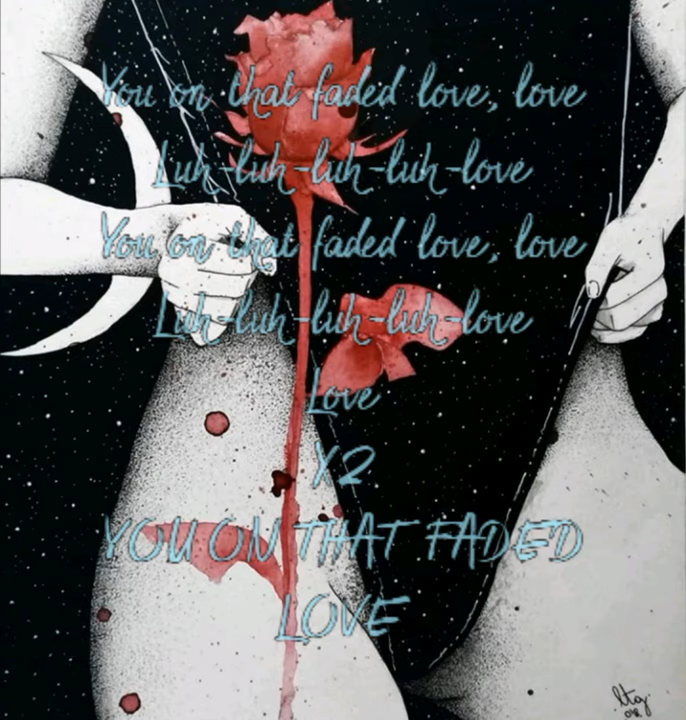 You on that faded love, love
Luh-luh-luh-luh-love
You on that faded love, love
Luh-luh-luh-luh-love
Love
Y2
YOU ON THAT FADED
LOVE